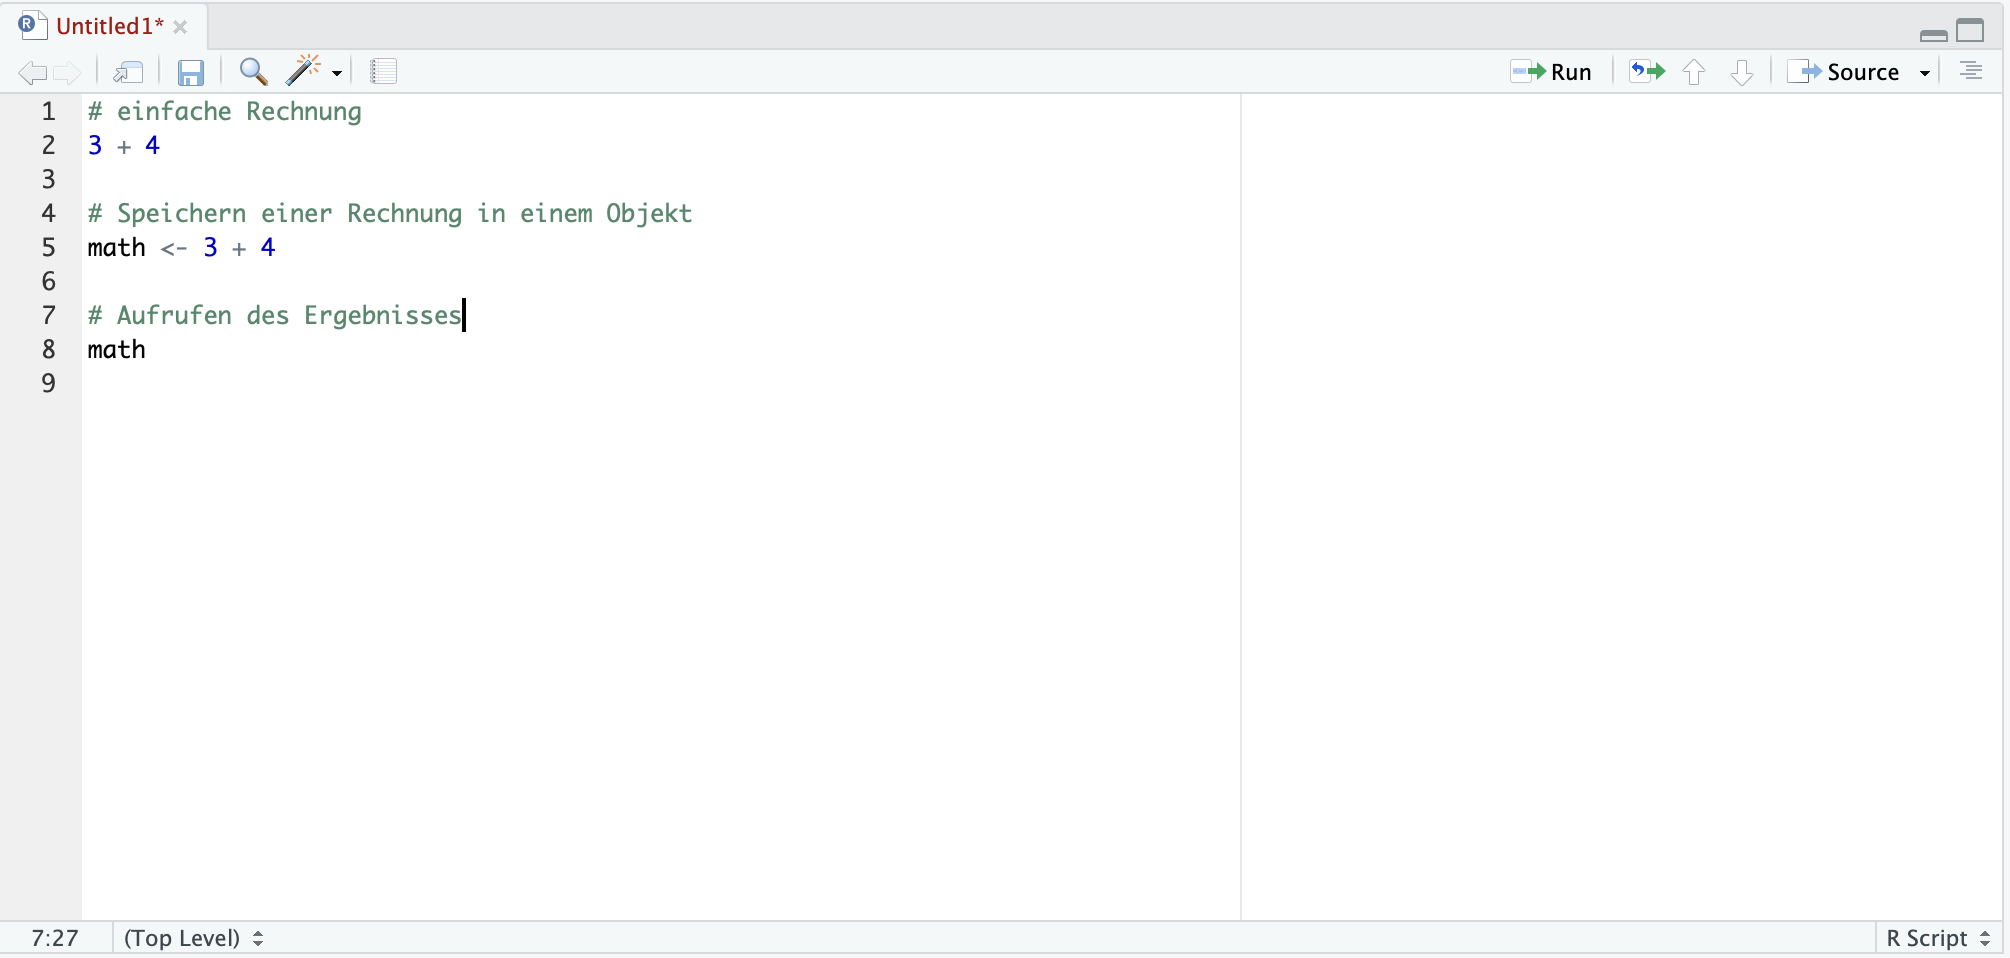 Untitled1*
Run
Source
1 # einfache Rechnung
2 3 + 4
3
4 # Speichern einer Rechnung in einem Objekt
5 math <- 3 + 4
6
7 # Aufrufen des Ergebnisses
8 math
9
7:27 (Top Level) R Script